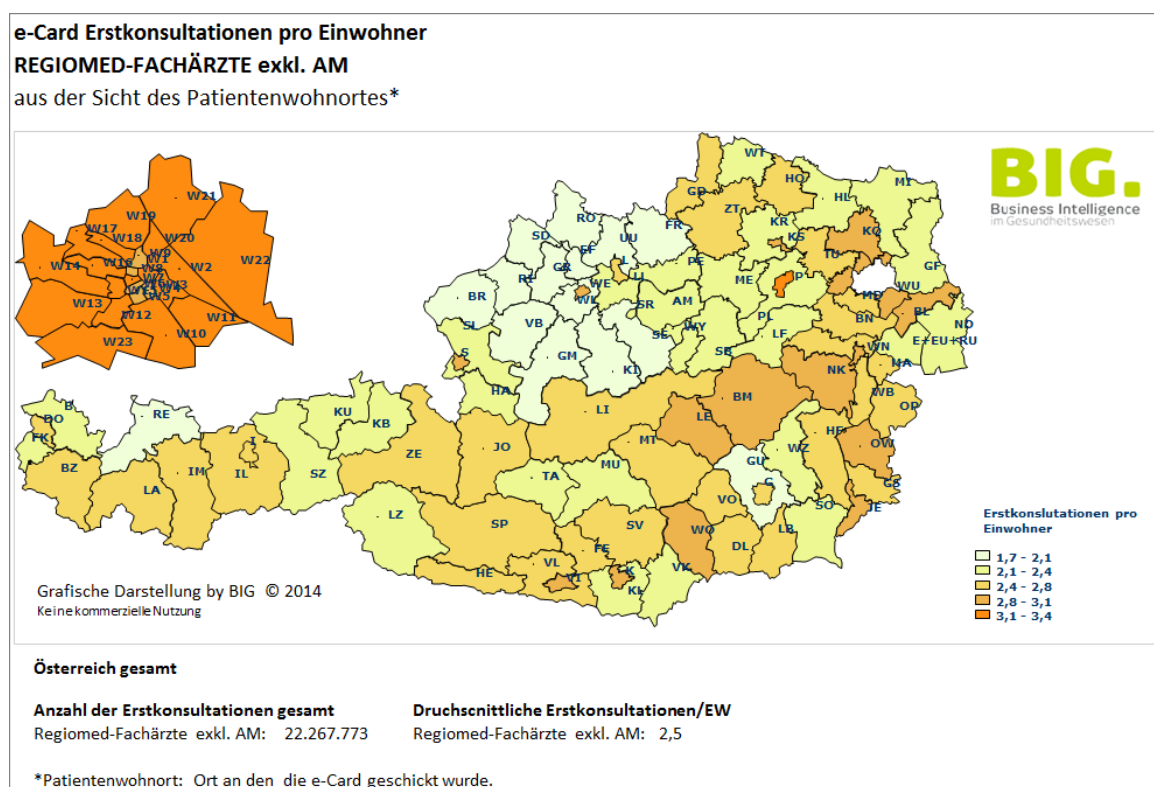 e-Card Erstkonsultationen pro Einwohner
REGIOMED-FACHÄRZTE exkl. AM
aus der Sicht des Patientenwohnortes*
BIG.
Business Intelligence
im Gesundheitswesen
W21
W19
W17
W18
W20
W9
W1
W16
W8
W14
W7
W2
W22
W13
W5
W12
W11
W10
W23
WT
GD
HO
MI
HL
RO
ZT
FR
KR
SD
UU
KO
EF
KS
GR
L
PE
TU
GF
RI
WE
LL
ME
P
WU
BR
WL
SR
AM
MD
BL
SL
VB
PL
BN
ND
WY
LF
E+EU+RU
S
GM
SE
SB
WN
MA
KI
NK
HA
BM
WB
B
RE
KU
LI
OP
DO
KB
LE
FK
I
JO
MT
HF
OW
ZE
WZ
BZ
IM
IL
SZ
GU
LA
TA
MU
G
GS
VO
SO
JE
LZ
SP
SV
WO
LB
FE
DL
VL
HE
VI
K
VK
KL
Erstkonslutationen pro
Einwohner
1,7 - 2,1
2,1 - 2,4
2,4 - 2,8
2,8 - 3,1
3,1 - 3,4
Grafische Darstellung by BIG © 2014
Keine kommerzielle Nutzung
Österreich gesamt
Anzahl der Erstkonsultationen gesamt Druchscnittliche Erstkonsultationen/EW
Regiomed-Fachärzte exkl. AM: 22.267.773 Regiomed-Fachärzte exkl. AM: 2,5
*Patientenwohnort: Ort an den die e-Card geschickt wurde.